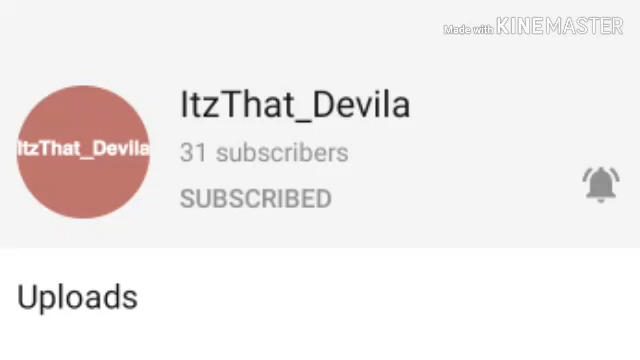 Made with KINEMASTER
ItzThat_Devila
ItzThat_Devila
31 subscribers
SUBSCRIBED
Uploads